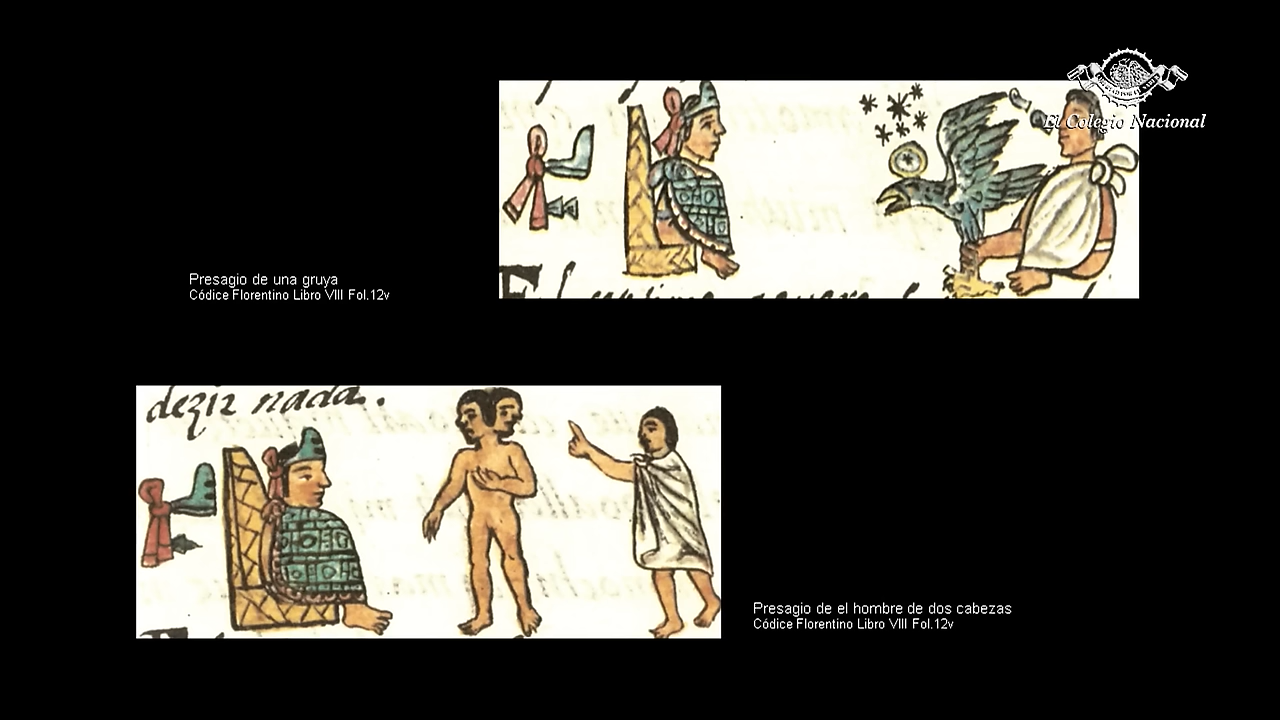 El Colegio Nacional
Presagio de una gruya
Códice Florentino Libro VIII Fol.12v
dezir nada.
Presagio de el hombre de dos cabezas
Códice Florentino Libro VIII Fol.12v